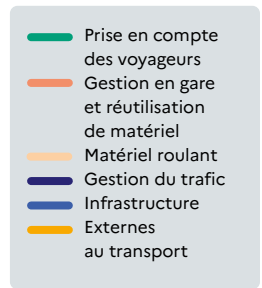 Prise en compte
des voyageurs
Gestion en gare
et réutilisation
de matériel
Matériel roulant
Gestion du trafic
Infrastructure
Externes
au transport